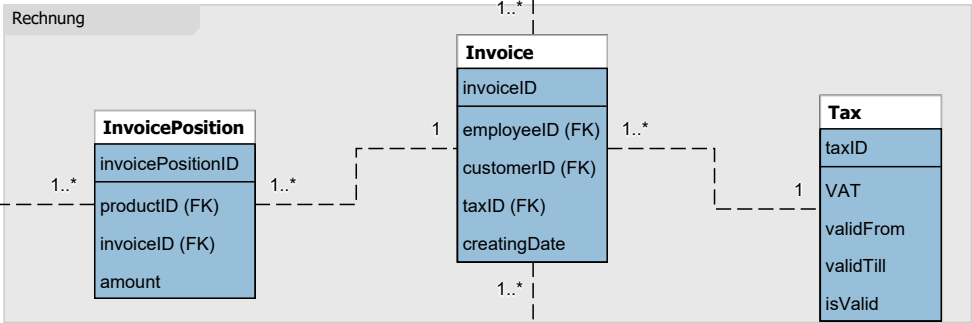 Rechnung
1..*
Invoice
invoiceID
employeeID (FK)
customerID (FK)
taxID (FK)
creatingDate
1..*
1
1..*
InvoicePosition
invoicePositionID
productID (FK)
invoiceID (FK)
amount
1..*
1..*
Tax
taxID
VAT
validFrom
validTill
isValid
1